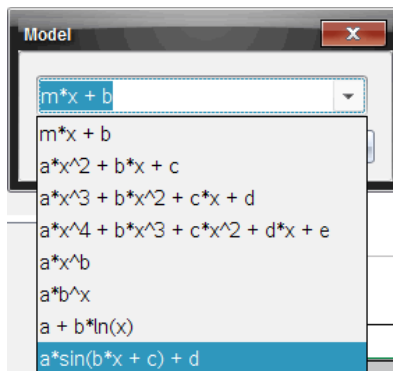 Model
m*x + b
m*x + b
a*x^2 + b*x + c
a*x^3 + b*x^2 + c*x + d
a*x^4 + b*x^3 + c*x^2 + d*x + e
a*x^b
a*b^x
a + b*ln(x)
a*sin(b*x + c) + d